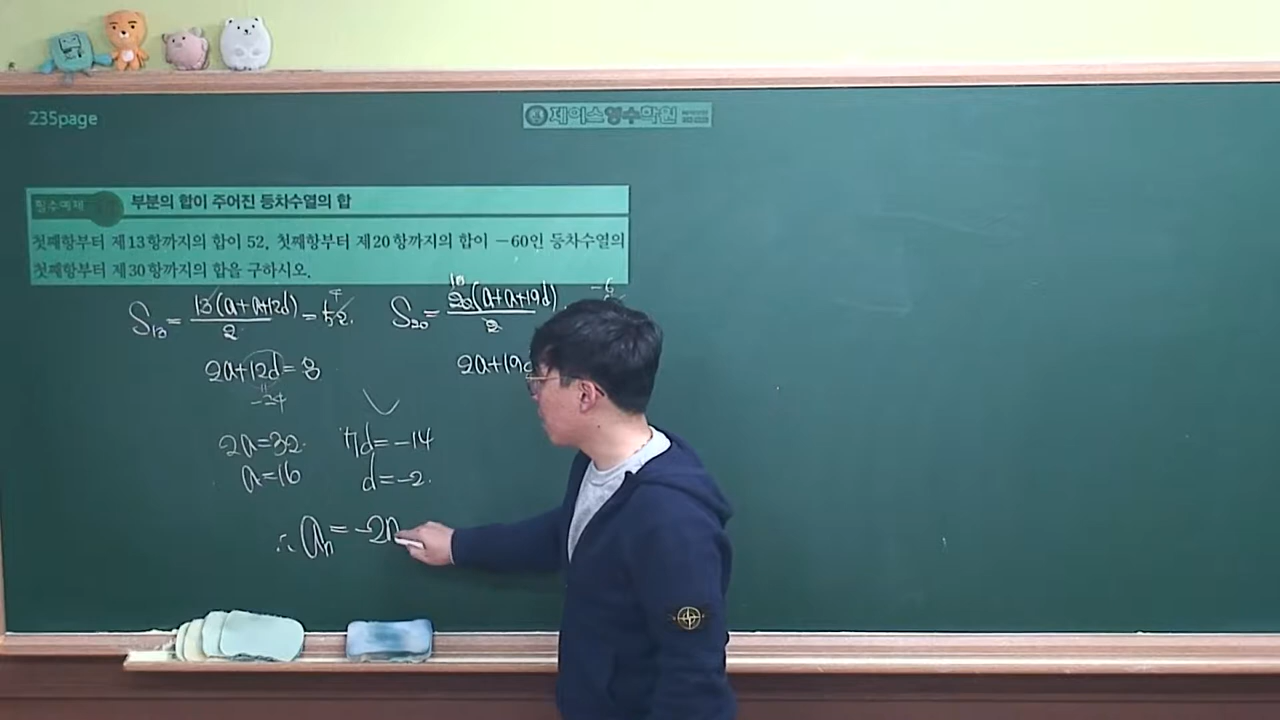 235page
제이스영수학원
필수예제
부분의 합이 주어진 등차수열의 합
첫째항부터 제13항까지의 합이 52, 첫째항부터 제20항까지의 합이 −60인 등차수열의
첫째항부터 제30항까지의 합을 구하시오.
S₁₃ = 13(a+a+12d)/2 = 52. 4
S₂₀ = 20(a+a+19d)/2 10 -6
2a+12d=8
-24
2a+19d
2a=32. 7d=-14
a=16 d=-2.
∴ aₙ = -2n